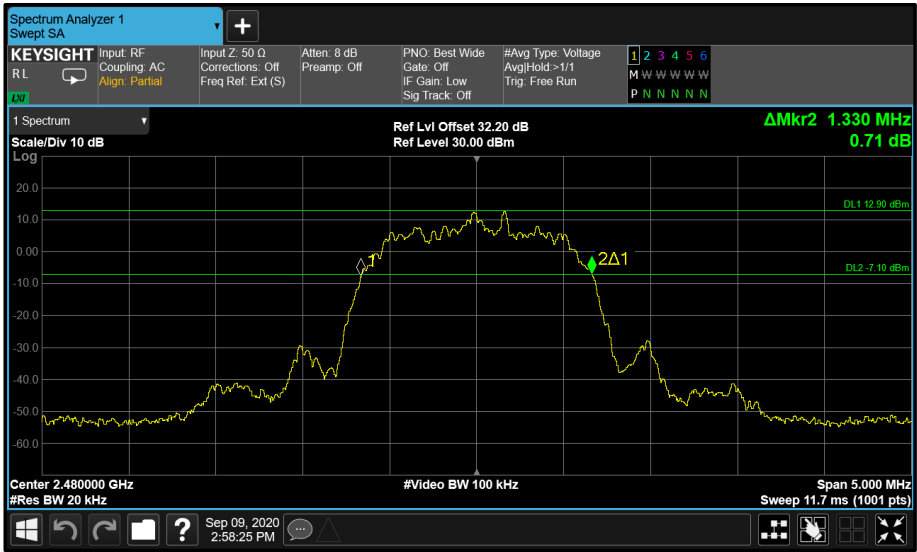 Spectrum Analyzer 1
Swept SA
+
KEYSIGHT Input: RF Input Z: 50 Ω Atten: 8 dB PNO: Best Wide #Avg Type: Voltage 1 2 3 4 5 6
R L Coupling: AC Corrections: Off Preamp: Off Gate: Off Avg|Hold:>1/1 M W W W W W
Align: Partial Freq Ref: Ext (S) IF Gain: Low Trig: Free Run P N N N N N
LXI Sig Track: Off
1 Spectrum Ref Lvl Offset 32.20 dB ΔMkr2 1.330 MHz
Scale/Div 10 dB Ref Level 30.00 dBm 0.71 dB
Log
20.0
DL1 12.90 dBm
10.0
0.00
1 2Δ1
DL2 -7.10 dBm
-10.0
-20.0
-30.0
-40.0
-50.0
-60.0
Center 2.480000 GHz #Video BW 100 kHz Span 5.000 MHz
#Res BW 20 kHz Sweep 11.7 ms (1001 pts)
? Sep 09, 2020
2:58:25 PM